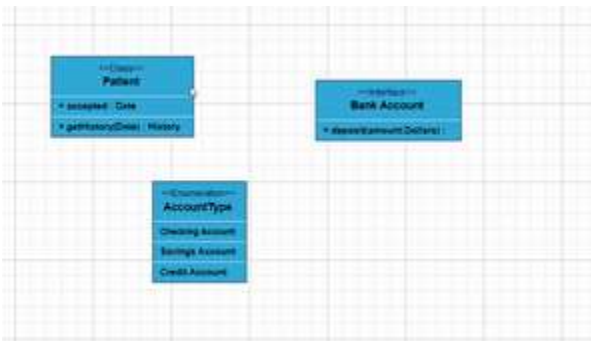 <<Class>>
Patient
+ accepted : Date
+ getHistory(Date) : History
<<Interface>>
Bank Account
+ deposit(amount:Dollars) :
<<Enumeration>>
AccountType
Checking Account
Savings Account
Credit Account